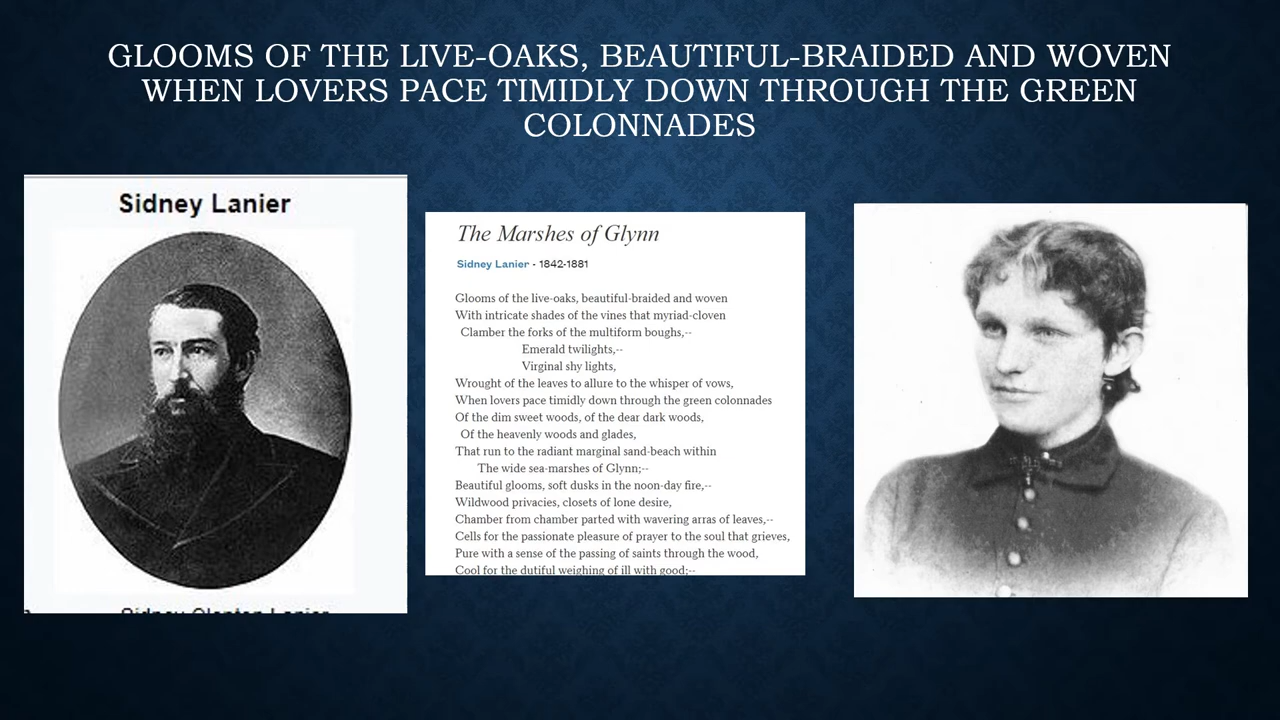 GLOOMS OF THE LIVE-OAKS, BEAUTIFUL-BRAIDED AND WOVEN
WHEN LOVERS PACE TIMIDLY DOWN THROUGH THE GREEN
COLONNADES
Sidney Lanier
The Marshes of Glynn
Sidney Lanier - 1842-1881
Glooms of the live-oaks, beautiful-braided and woven
With intricate shades of the vines that myriad-cloven
Clamber the forks of the multiform boughs,--
Emerald twilights,--
Virginal shy lights,
Wrought of the leaves to allure to the whisper of vows,
When lovers pace timidly down through the green colonnades
Of the dim sweet woods, of the dear dark woods,
Of the heavenly woods and glades,
That run to the radiant marginal sand-beach within
The wide sea-marshes of Glynn;--
Beautiful glooms, soft dusks in the noon-day fire,--
Wildwood privacies, closets of lone desire,
Chamber from chamber parted with wavering arras of leaves,--
Cells for the passionate pleasure of prayer to the soul that grieves,
Pure with a sense of the passing of saints through the wood,
Cool for the dutiful weighing of ill with good;--